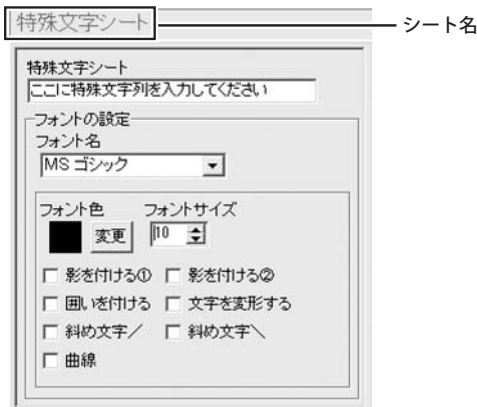 特殊文字シート
シート名
特殊文字シート
ここに特殊文字列を入力してください
フォントの設定
フォント名
MS ゴシック
フォント色 フォントサイズ
変更 10
影を付ける① 影を付ける②
囲いを付ける 文字を変形する
斜め文字／ 斜め文字＼
曲線